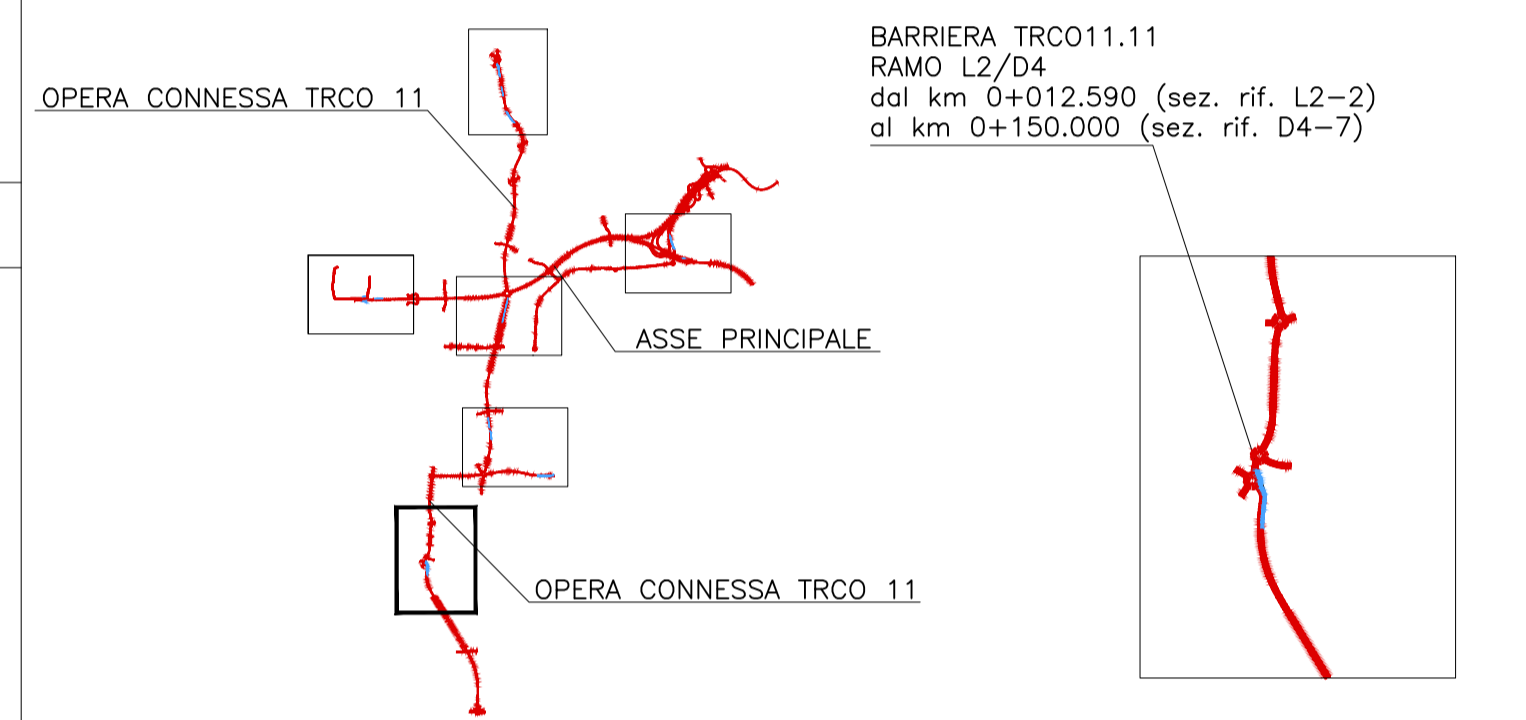 BARRIERA TRCO11.11
RAMO L2/D4
dal km 0+012.590 (sez. rif. L2-2)
al km 0+150.000 (sez. rif. D4-7)
OPERA CONNESSA TRCO 11
ASSE PRINCIPALE
OPERA CONNESSA TRCO 11